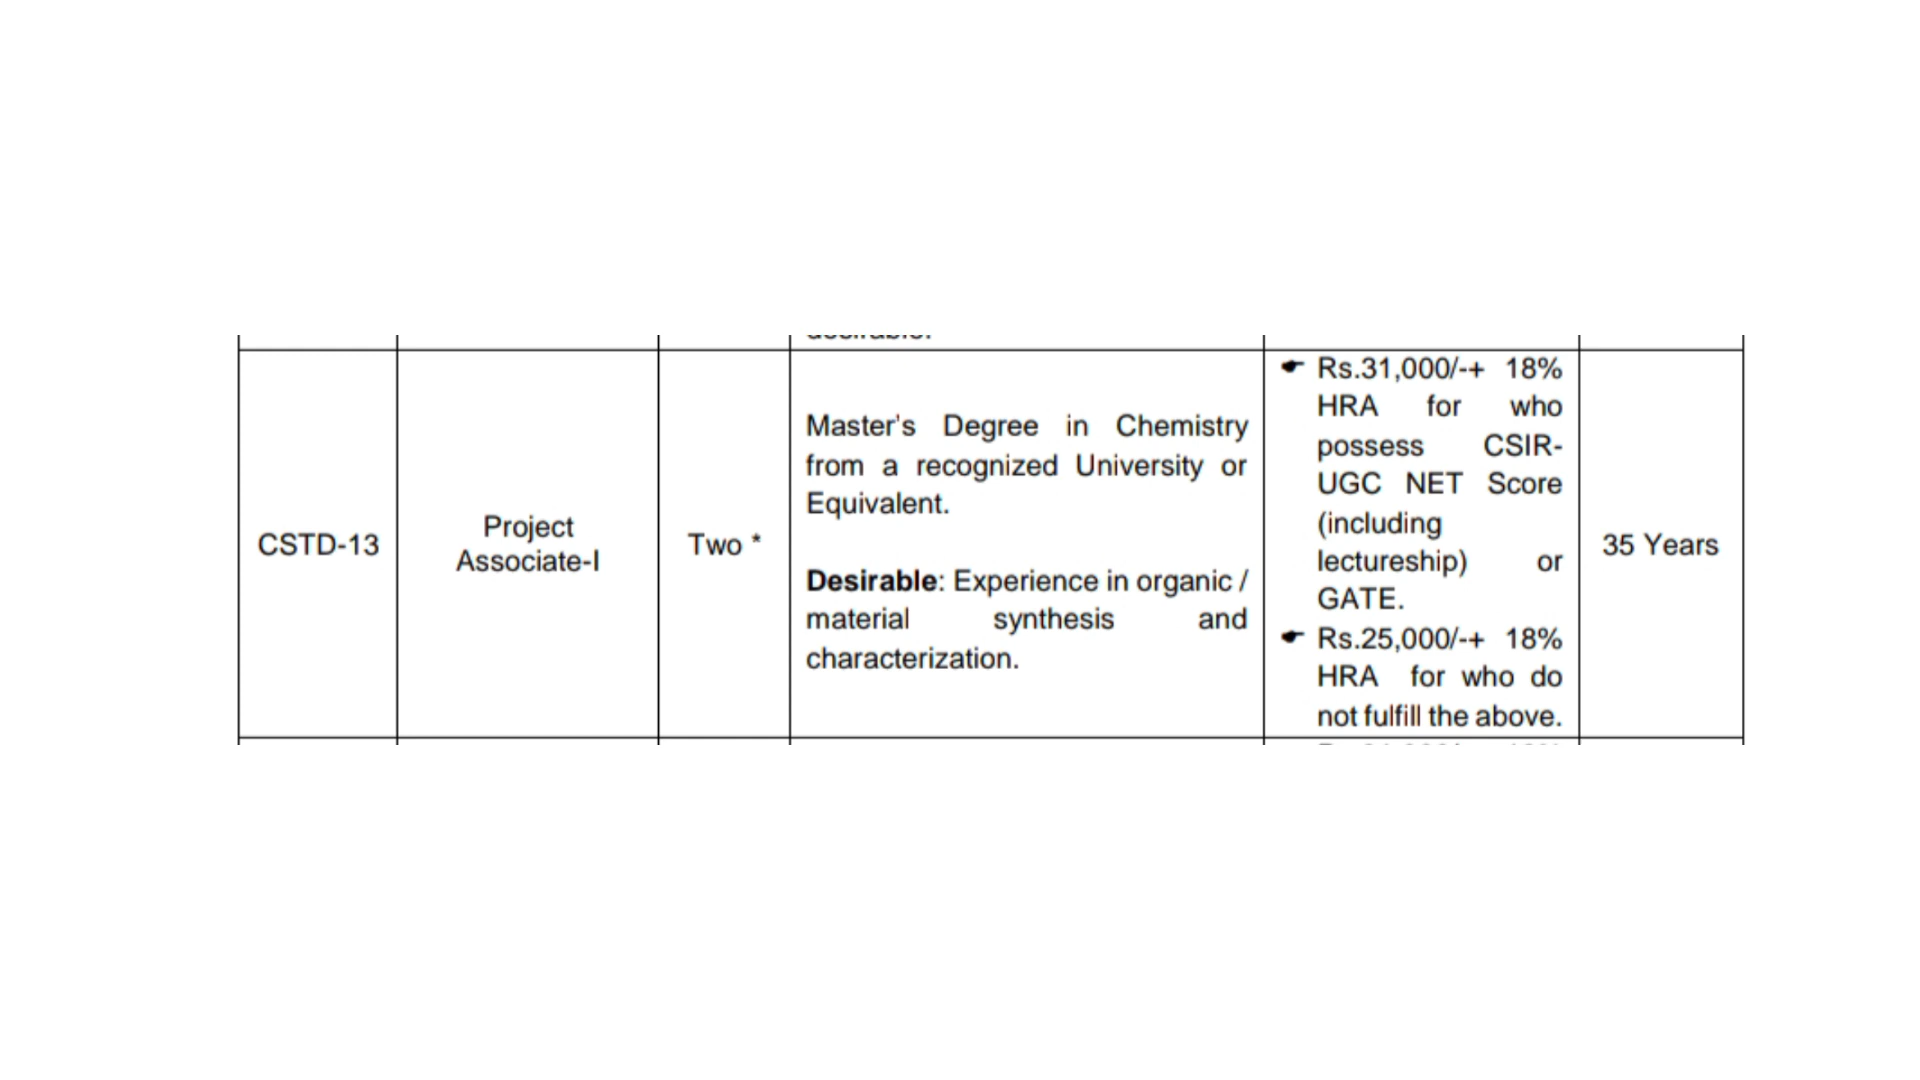 CSTD-13
Project
Associate-I
Two *
Master's Degree in Chemistry
from a recognized University or
Equivalent.
Desirable: Experience in organic /
material synthesis and
characterization.
☛ Rs.31,000/-+ 18%
HRA for who
possess CSIR-
UGC NET Score
(including
lectureship) or
GATE.
☛ Rs.25,000/-+ 18%
HRA for who do
not fulfill the above.
35 Years